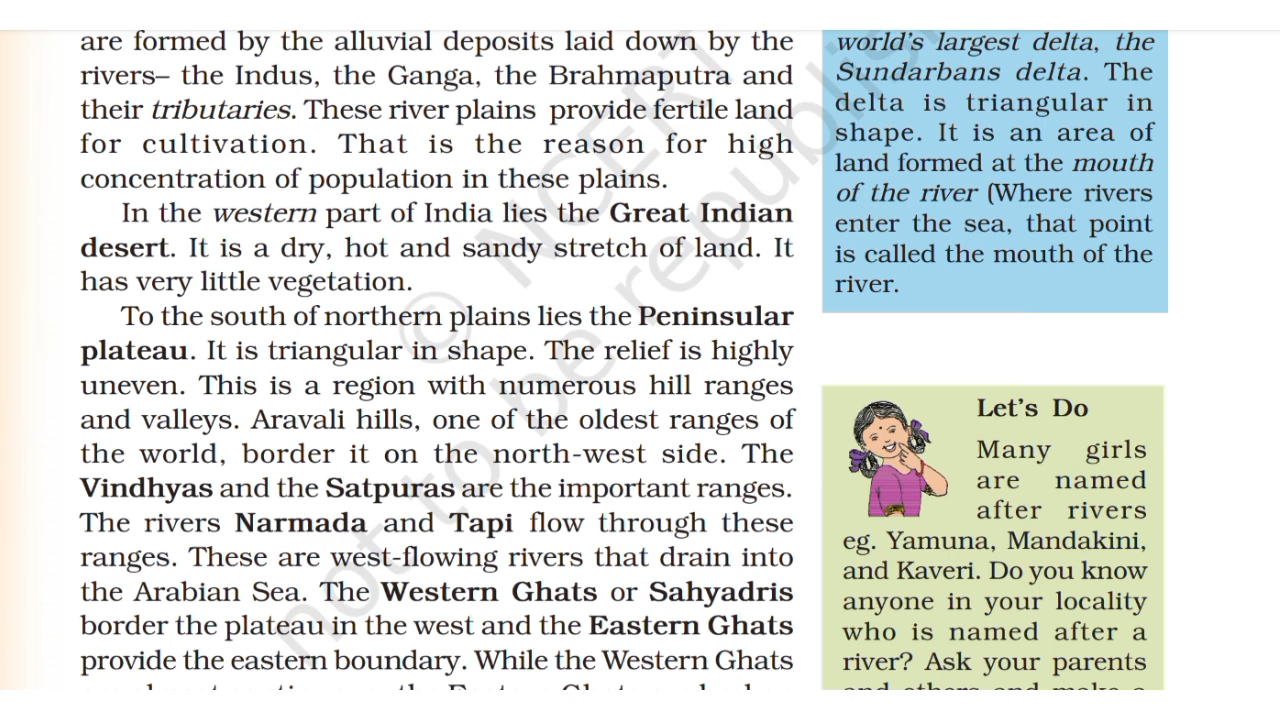 are formed by the alluvial deposits laid down by the
rivers– the Indus, the Ganga, the Brahmaputra and
their tributaries. These river plains provide fertile land
for cultivation. That is the reason for high
concentration of population in these plains.
In the western part of India lies the Great Indian
desert. It is a dry, hot and sandy stretch of land. It
has very little vegetation.
To the south of northern plains lies the Peninsular
plateau. It is triangular in shape. The relief is highly
uneven. This is a region with numerous hill ranges
and valleys. Aravali hills, one of the oldest ranges of
the world, border it on the north-west side. The
Vindhyas and the Satpuras are the important ranges.
The rivers Narmada and Tapi flow through these
ranges. These are west-flowing rivers that drain into
the Arabian Sea. The Western Ghats or Sahyadris
border the plateau in the west and the Eastern Ghats
provide the eastern boundary. While the Western Ghats
world's largest delta, the
Sundarbans delta. The
delta is triangular in
shape. It is an area of
land formed at the mouth
of the river (Where rivers
enter the sea, that point
is called the mouth of the
river.
Let's Do
Many girls
are named
after rivers
eg. Yamuna, Mandakini,
and Kaveri. Do you know
anyone in your locality
who is named after a
river? Ask your parents
© NCERT
not to be republis